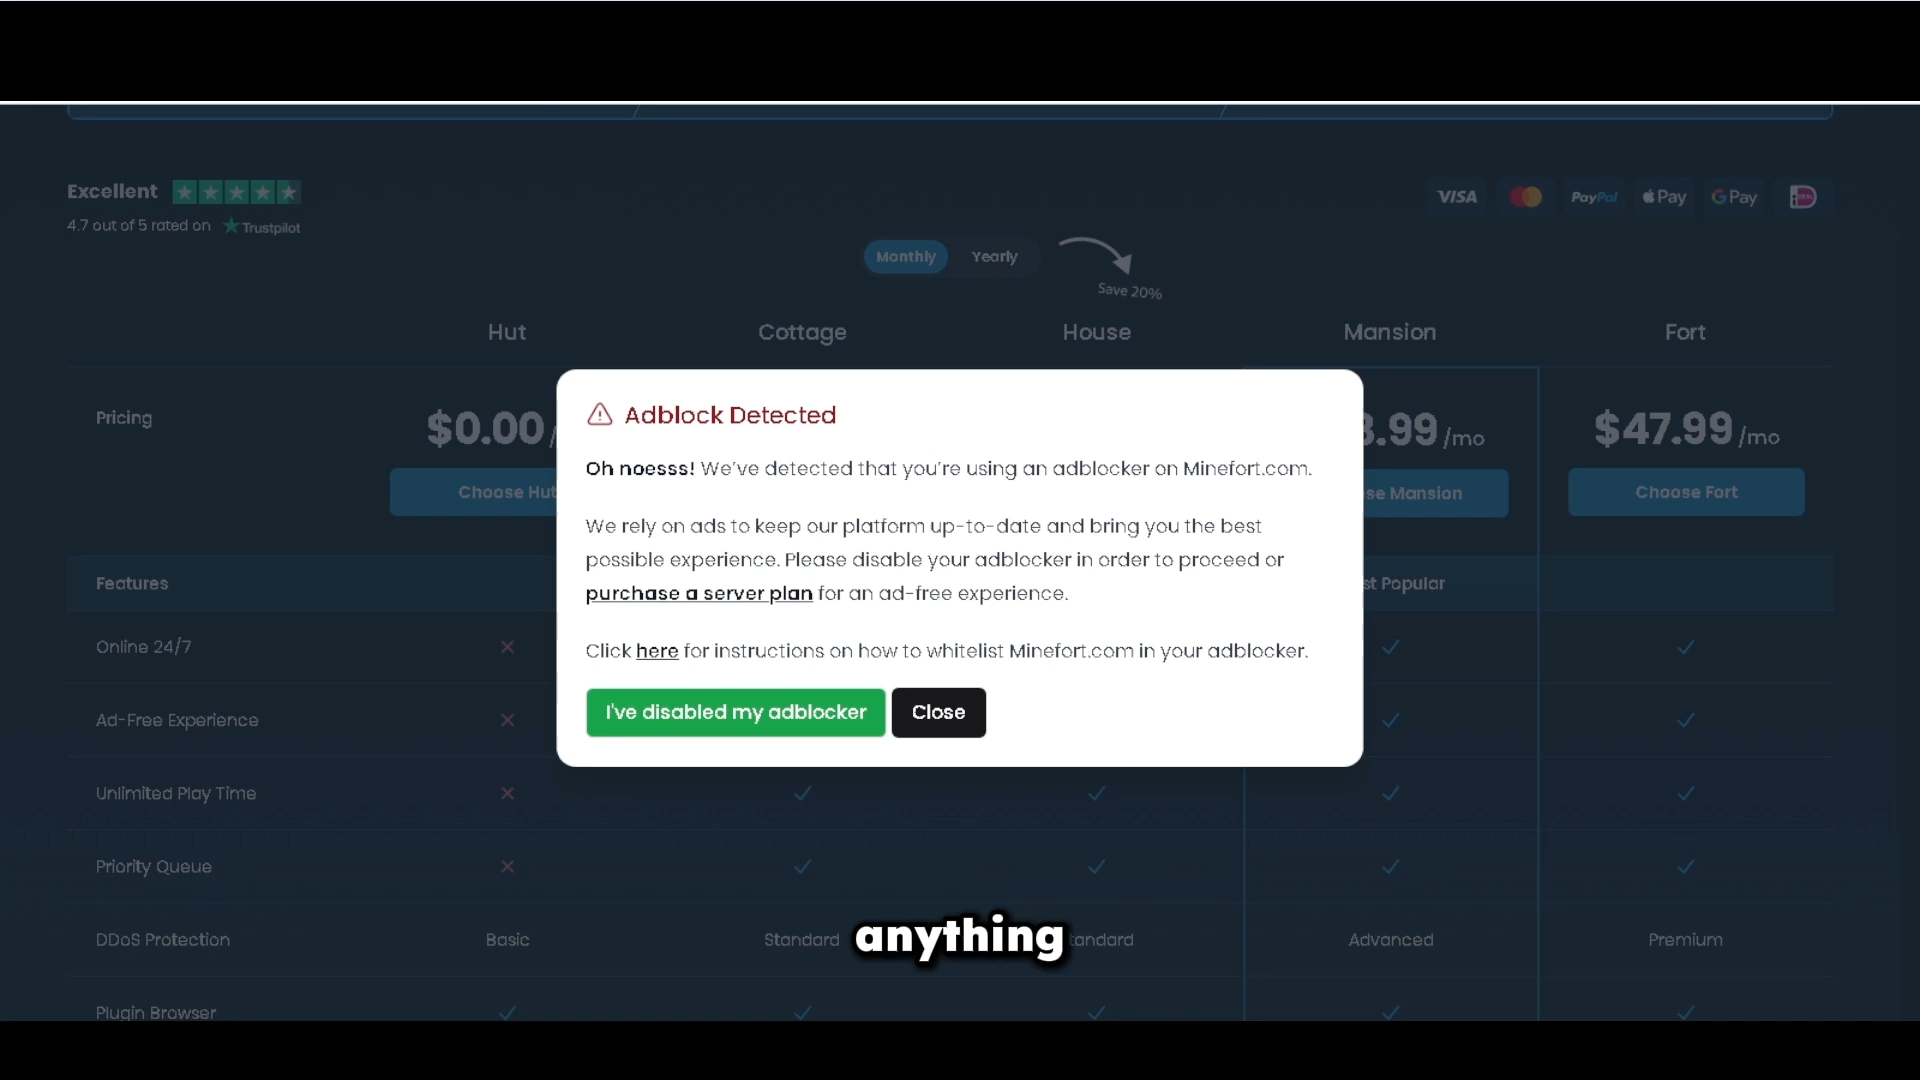 Excellent
4.7 out of 5 rated on Trustpilot
VISA PayPal Pay G Pay
Monthly Yearly
Save 20%
Hut Cottage House Mansion Fort
Pricing $0.00 .99 /mo $47.99 /mo
Choose Hut Mansion Choose Fort
Adblock Detected
Oh noesss! We've detected that you're using an adblocker on Minefort.com.
We rely on ads to keep our platform up-to-date and bring you the best
possible experience. Please disable your adblocker in order to proceed or
purchase a server plan for an ad-free experience.
Click here for instructions on how to whitelist Minefort.com in your adblocker.
I've disabled my adblocker Close
Features Popular
Online 24/7
Ad-Free Experience
Unlimited Play Time
Priority Queue
DDoS Protection Basic Standard tandard Advanced Premium
anything
Plugin Browser